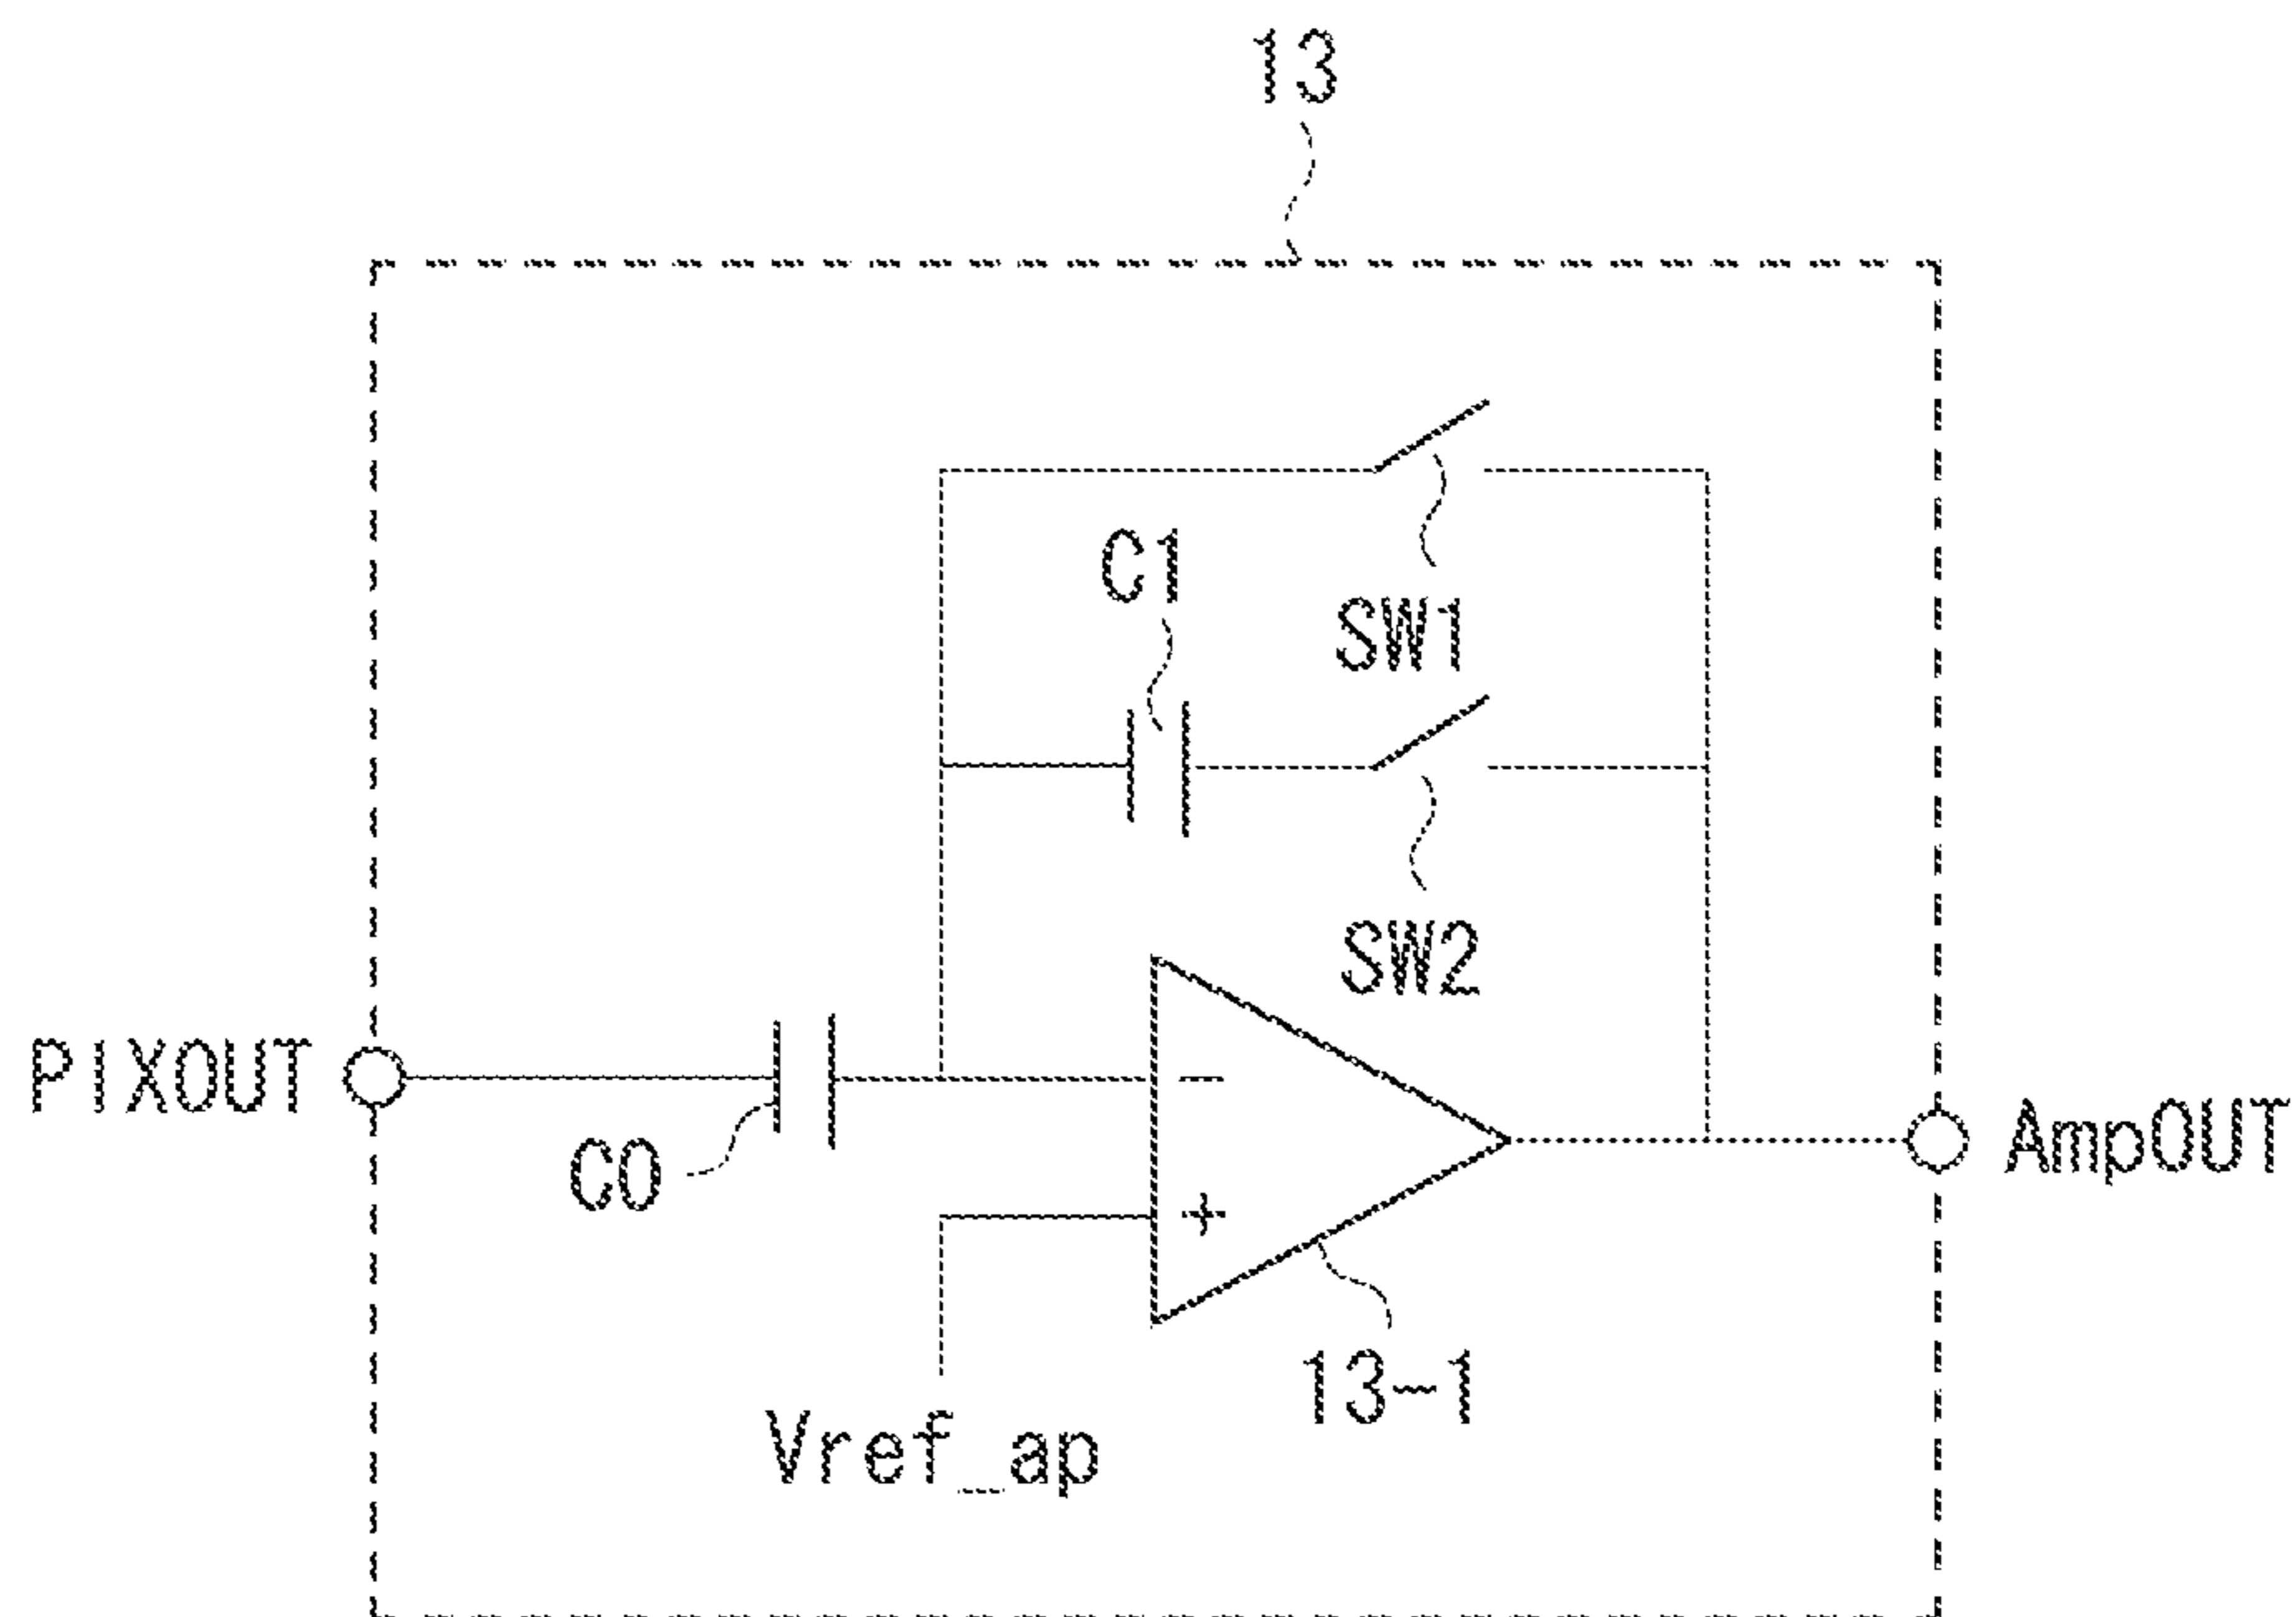 13
C1
SW1
SW2
PIXOUT
C0
AmpOUT
-
+
13-1
Vref_ap